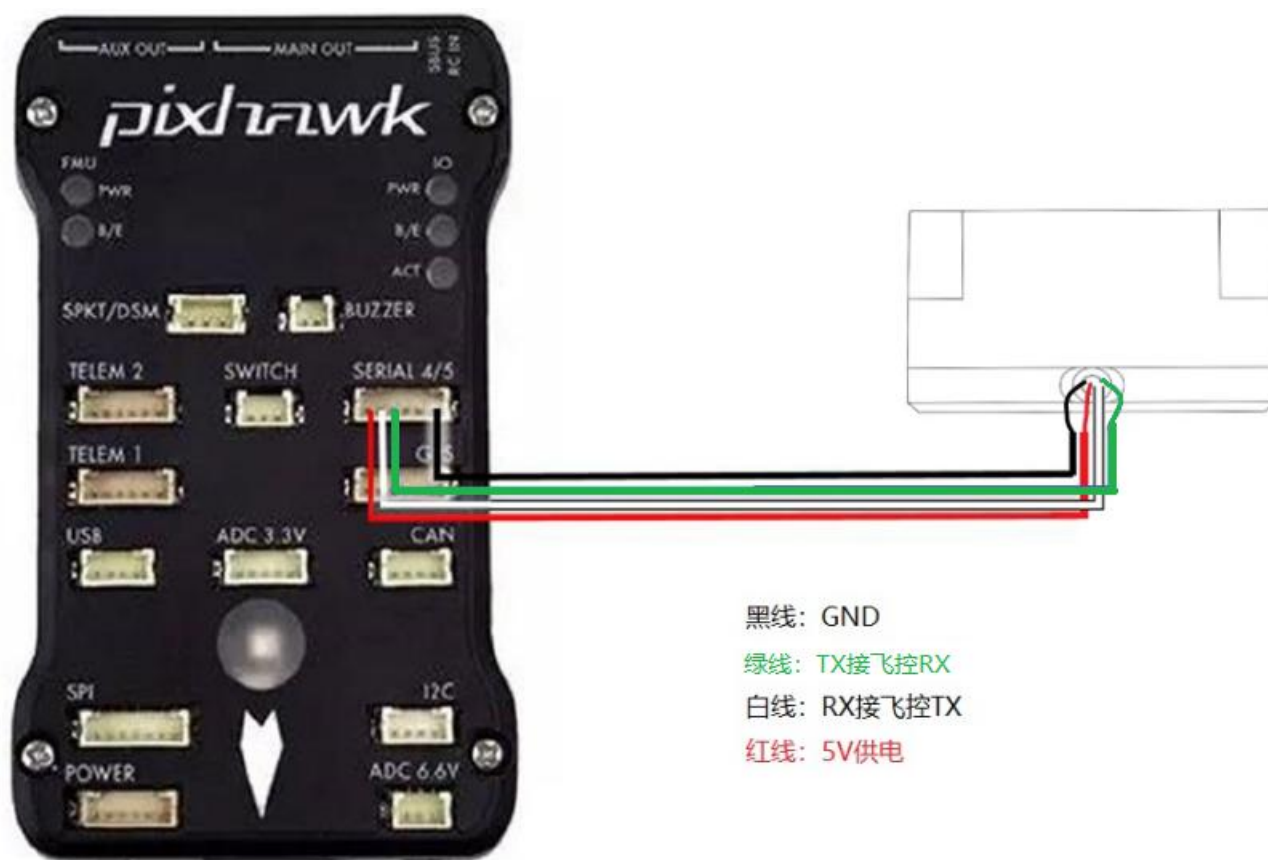 AUX OUT
MAIN OUT
SBUS
RC IN
pixhawk
FMU
IO
PWR
PWR
B/E
B/E
ACT
SPKT/DSM
BUZZER
TELEM 2
SWITCH
SERIAL 4/5
TELEM 1
USB
ADC 3.3V
CAN
SPI
I2C
POWER
ADC 6.6V
黑线：GND
绿线：TX接飞控RX
白线：RX接飞控TX
红线：5V供电